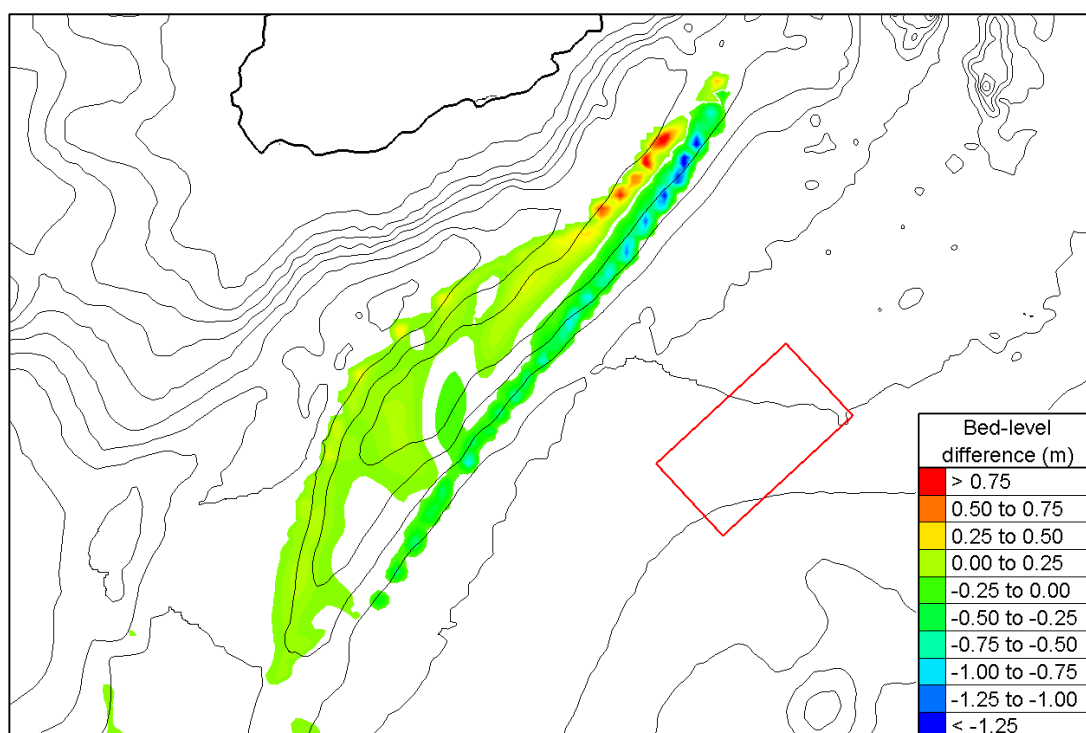 Bed-level
difference (m)
> 0.75
0.50 to 0.75
0.25 to 0.50
0.00 to 0.25
-0.25 to 0.00
-0.50 to -0.25
-0.75 to -0.50
-1.00 to -0.75
-1.25 to -1.00
< -1.25